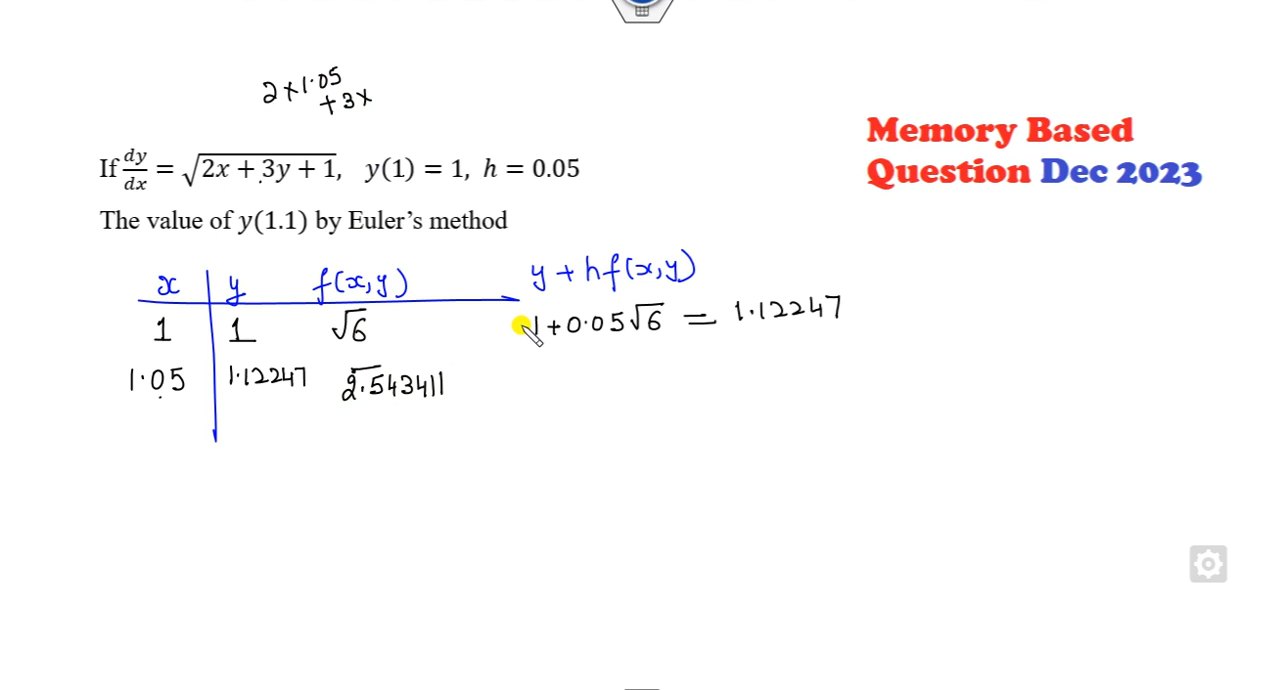 2x1.05
+3x
Memory Based
Question Dec 2023
If dy/dx = √(2x + 3y + 1), y(1) = 1, h = 0.05
The value of y(1.1) by Euler's method
x y f(x,y) y + hf(x,y)
1 1 √6 1+0.05√6 = 1.12247
1.05 1.12247 2.543411